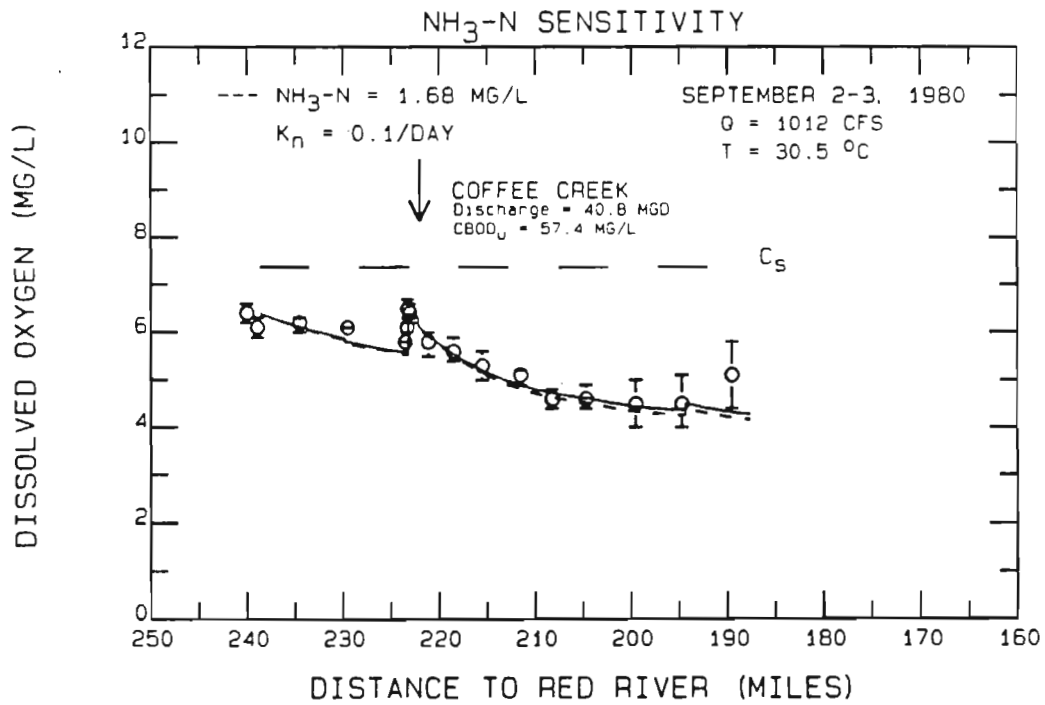 NH3-N SENSITIVITY
--- NH3-N = 1.68 MG/L
Kn = 0.1/DAY
SEPTEMBER 2-3, 1980
Q = 1012 CFS
T = 30.5 °C
COFFEE CREEK
Discharge = 40.8 MGD
CBODU = 57.4 MG/L
CS
DISSOLVED OXYGEN (MG/L)
12
10
8
6
4
2
0
250 240 230 220 210 200 190 180 170 160
DISTANCE TO RED RIVER (MILES)